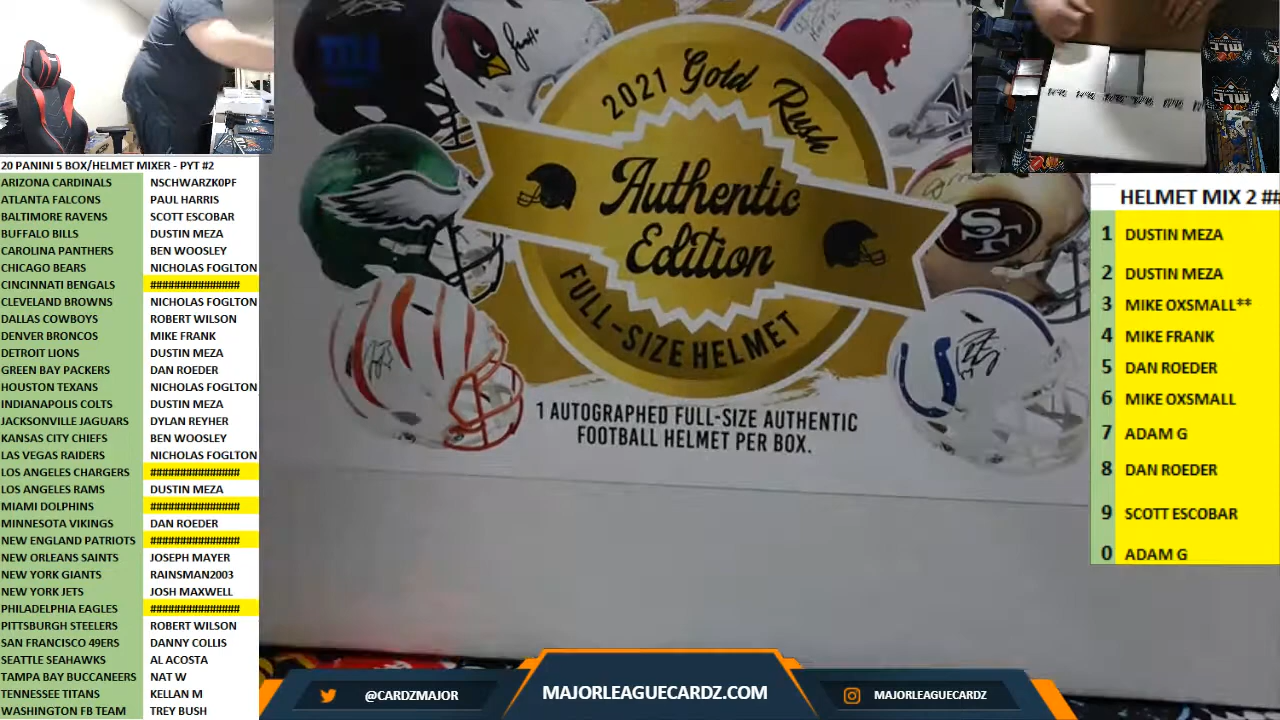 20 PANINI 5 BOX/HELMET MIXER - PYT #2
ARIZONA CARDINALS NSCHWARZK0PF
ATLANTA FALCONS PAUL HARRIS
BALTIMORE RAVENS SCOTT ESCOBAR
BUFFALO BILLS DUSTIN MEZA
CAROLINA PANTHERS BEN WOOSLEY
CHICAGO BEARS NICHOLAS FOGLTON
CINCINNATI BENGALS ###############
CLEVELAND BROWNS NICHOLAS FOGLTON
DALLAS COWBOYS ROBERT WILSON
DENVER BRONCOS MIKE FRANK
DETROIT LIONS DUSTIN MEZA
GREEN BAY PACKERS DAN ROEDER
HOUSTON TEXANS NICHOLAS FOGLTON
INDIANAPOLIS COLTS DUSTIN MEZA
JACKSONVILLE JAGUARS DYLAN REYHER
KANSAS CITY CHIEFS BEN WOOSLEY
LAS VEGAS RAIDERS NICHOLAS FOGLTON
LOS ANGELES CHARGERS ###############
LOS ANGELES RAMS DUSTIN MEZA
MIAMI DOLPHINS ###############
MINNESOTA VIKINGS DAN ROEDER
NEW ENGLAND PATRIOTS ###############
NEW ORLEANS SAINTS JOSEPH MAYER
NEW YORK GIANTS RAINSMAN2003
NEW YORK JETS JOSH MAXWELL
PHILADELPHIA EAGLES ###############
PITTSBURGH STEELERS ROBERT WILSON
SAN FRANCISCO 49ERS DANNY COLLIS
SEATTLE SEAHAWKS AL ACOSTA
TAMPA BAY BUCCANEERS NAT W
TENNESSEE TITANS KELLAN M
WASHINGTON FB TEAM TREY BUSH
2021 Gold Rush
Authentic
Edition
FULL-SIZE HELMET
1 AUTOGRAPHED FULL-SIZE AUTHENTIC
FOOTBALL HELMET PER BOX.
SF
HELMET MIX 2 ##
1 DUSTIN MEZA
2 DUSTIN MEZA
3 MIKE OXSMALL**
4 MIKE FRANK
5 DAN ROEDER
6 MIKE OXSMALL
7 ADAM G
8 DAN ROEDER
9 SCOTT ESCOBAR
0 ADAM G
@CARDZMAJOR
MAJORLEAGUECARDZ.COM
MAJORLEAGUECARDZ